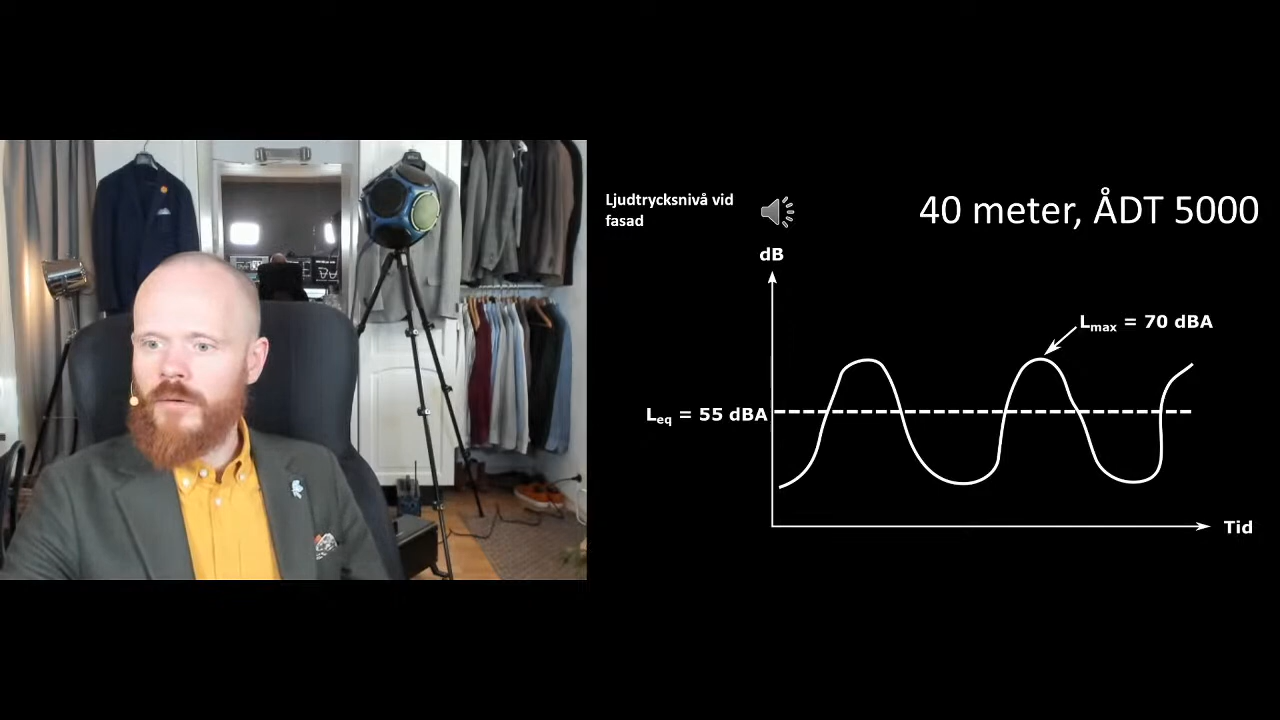 Ljudtrycksnivå vid
fasad
40 meter, ÅDT 5000
dB
Lmax = 70 dBA
Leq = 55 dBA
Tid